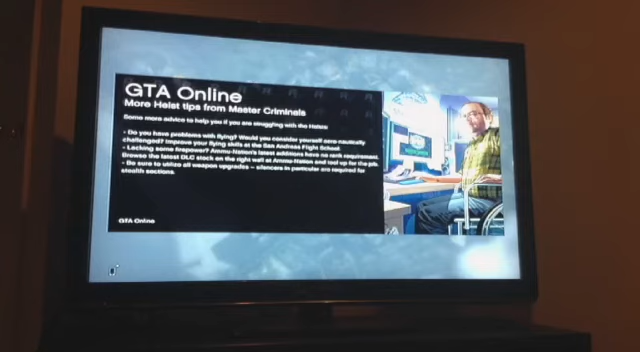 GTA Online
More Heist tips from Master Criminals
Some more advice to help you if you are struggling with the Heists:
- Do you have problems with flying? Would you consider yourself aero-nautically
challenged? Improve your flying skills at the San Andreas Flight School.
- Lacking some firepower? Ammu-Nation's latest additions have no rank requirement.
Browse the latest DLC stock on the right wall at Ammu-Nation and tool up for the job.
- Be sure to utilize all weapon upgrades – silencers in particular are required for
stealth sections.
GTA Online